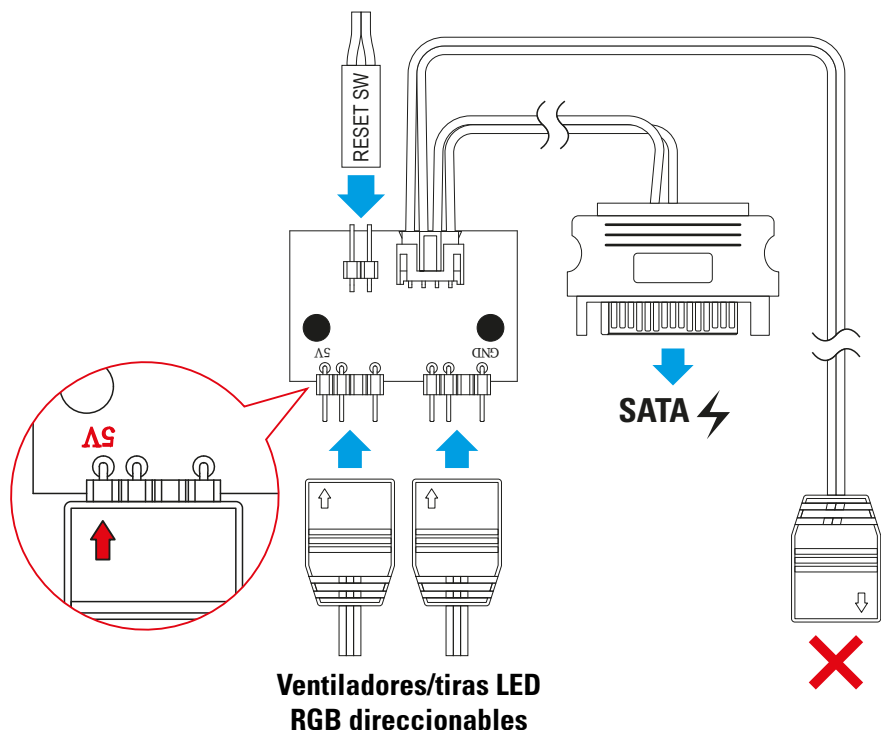 RESET SW
5V
GND
5V
SATA
Ventiladores/tiras LED
RGB direccionables